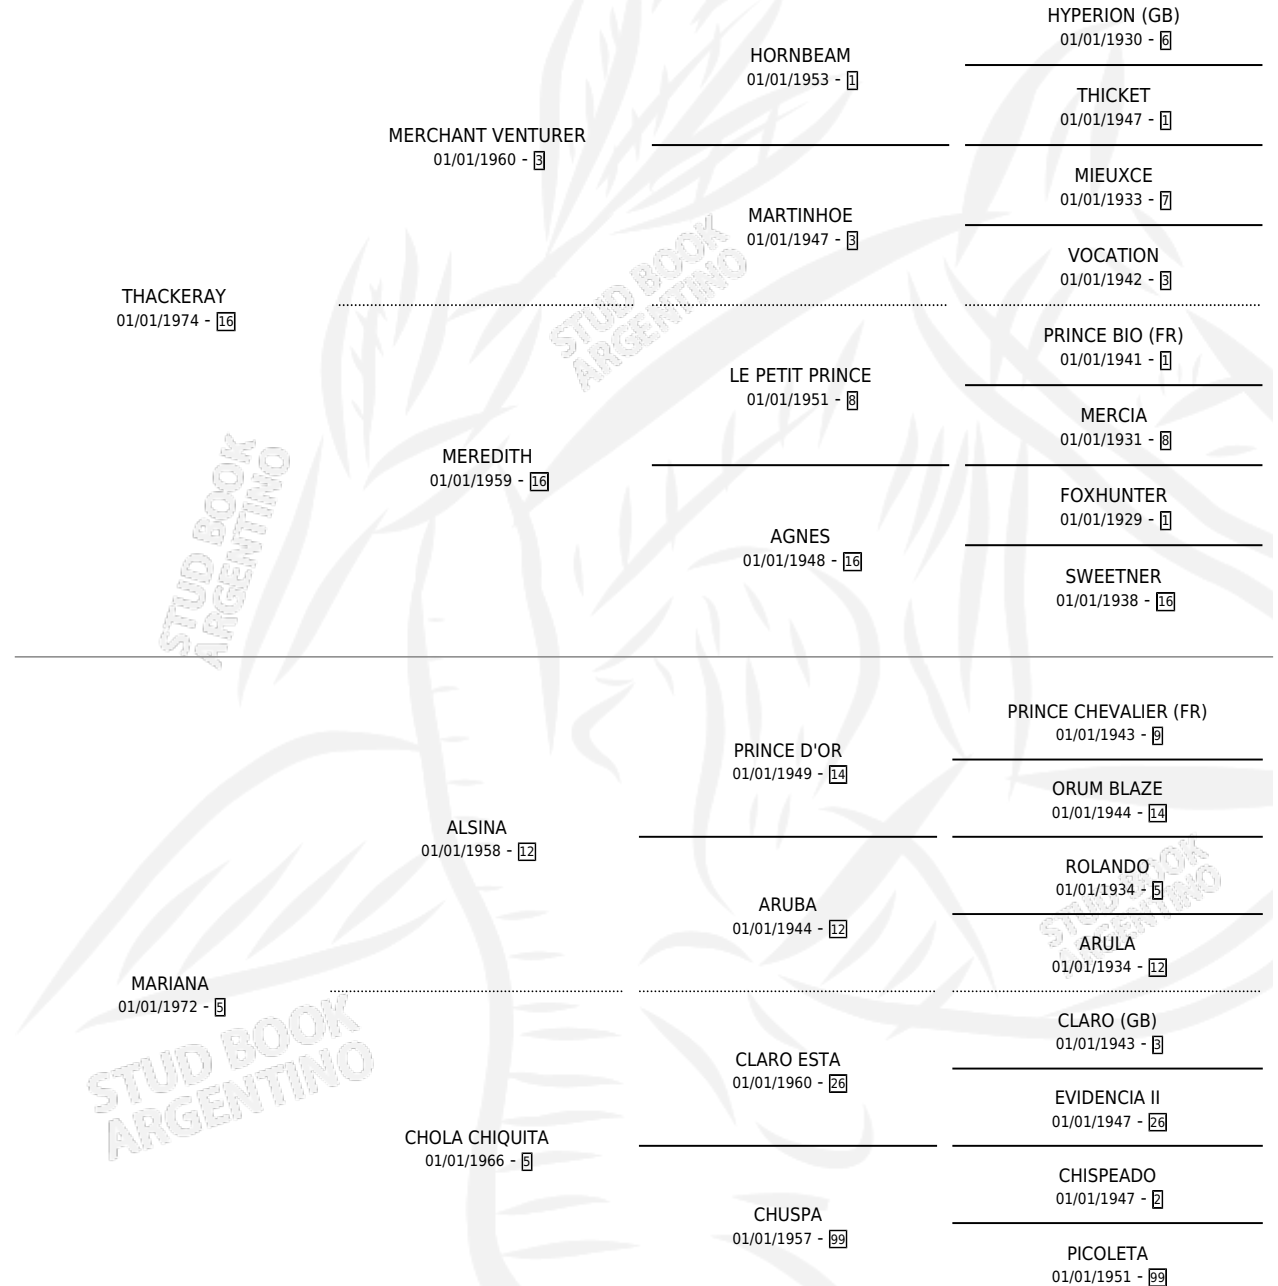 HYPERION (GB)
01/01/1930 - 6
HORNBEAM
01/01/1953 - 1
THICKET
01/01/1947 - 1
MERCHANT VENTURER
01/01/1960 - 3
MIEUXCE
01/01/1933 - 7
MARTINHOE
01/01/1947 - 3
VOCATION
01/01/1942 - 3
THACKERAY
01/01/1974 - 16
PRINCE BIO (FR)
01/01/1941 - 1
LE PETIT PRINCE
01/01/1951 - 8
MERCIA
01/01/1931 - 8
MEREDITH
01/01/1959 - 16
FOXHUNTER
01/01/1929 - 1
AGNES
01/01/1948 - 16
SWEETNER
01/01/1938 - 16
PRINCE CHEVALIER (FR)
01/01/1943 - 9
PRINCE D'OR
01/01/1949 - 14
ORUM BLAZE
01/01/1944 - 14
ALSINA
01/01/1958 - 12
ROLANDO
01/01/1934 - 5
ARUBA
01/01/1944 - 12
ARULA
01/01/1934 - 12
MARIANA
01/01/1972 - 5
CLARO (GB)
01/01/1943 - 3
CLARO ESTA
01/01/1960 - 26
EVIDENCIA II
01/01/1947 - 26
CHOLA CHIQUITA
01/01/1966 - 5
CHISPEADO
01/01/1947 - 2
CHUSPA
01/01/1957 - 99
PICOLETA
01/01/1951 - 99
STUD BOOK
ARGENTINO
STUD BOOK
ARGENTINO
STUD BOOK
ARGENTINO
STUD BOOK
ARGENTINO